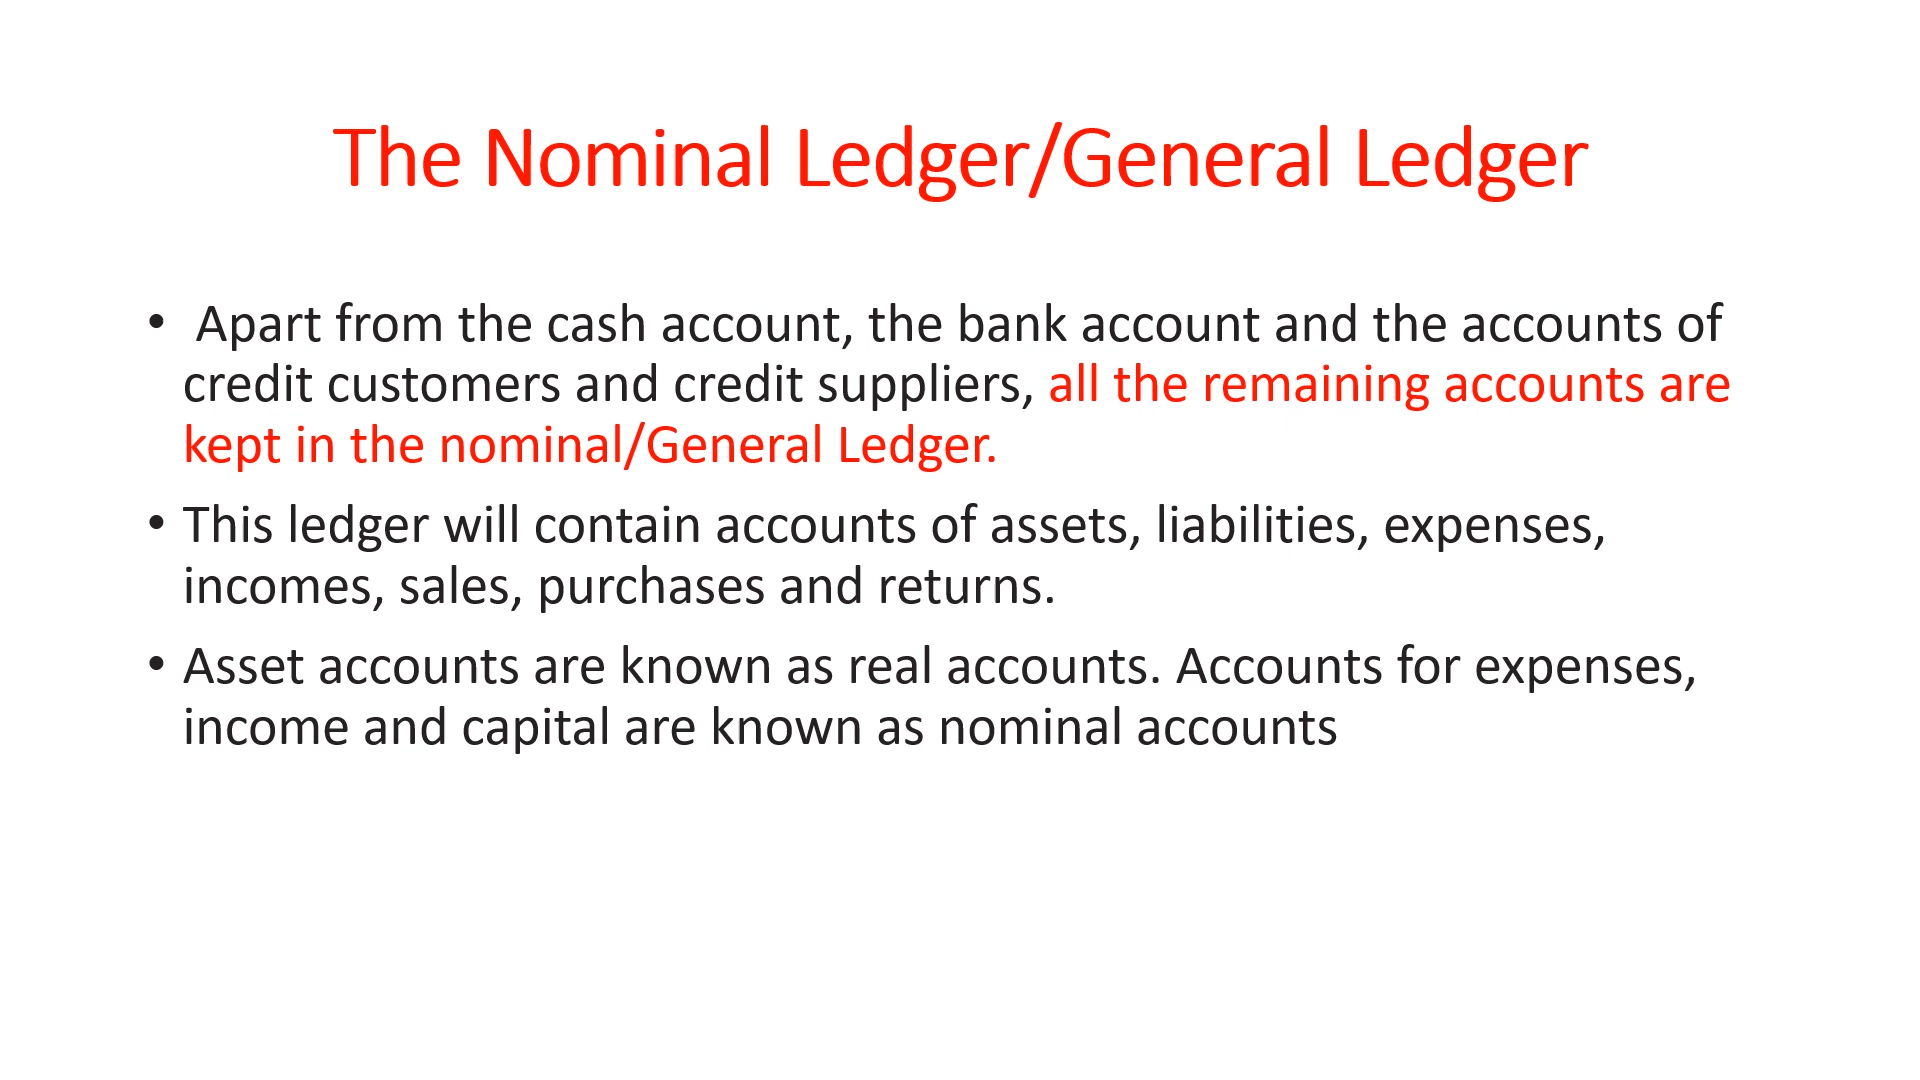 The Nominal Ledger/General Ledger
• Apart from the cash account, the bank account and the accounts of
credit customers and credit suppliers, all the remaining accounts are
kept in the nominal/General Ledger.
• This ledger will contain accounts of assets, liabilities, expenses,
incomes, sales, purchases and returns.
• Asset accounts are known as real accounts. Accounts for expenses,
income and capital are known as nominal accounts